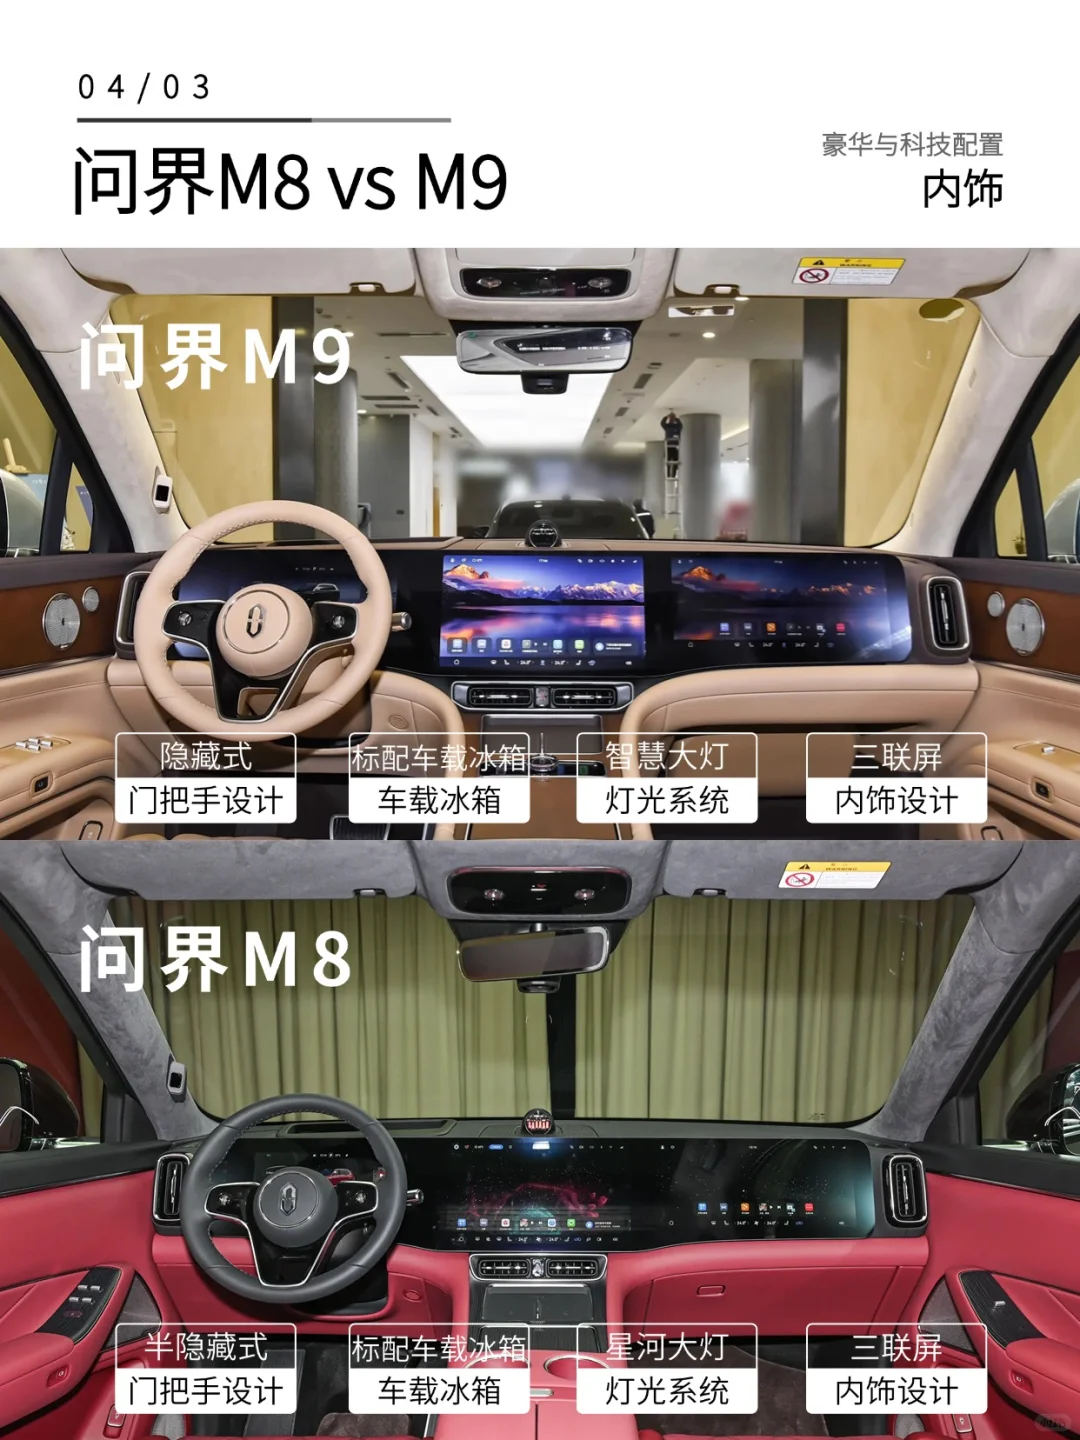 04/03
问界M8 vs M9
豪华与科技配置
内饰
问界M9
隐藏式
门把手设计
标配车载冰箱
车载冰箱
智慧大灯
灯光系统
三联屏
内饰设计
问界M8
半隐藏式
门把手设计
标配车载冰箱
车载冰箱
星河大灯
灯光系统
三联屏
内饰设计